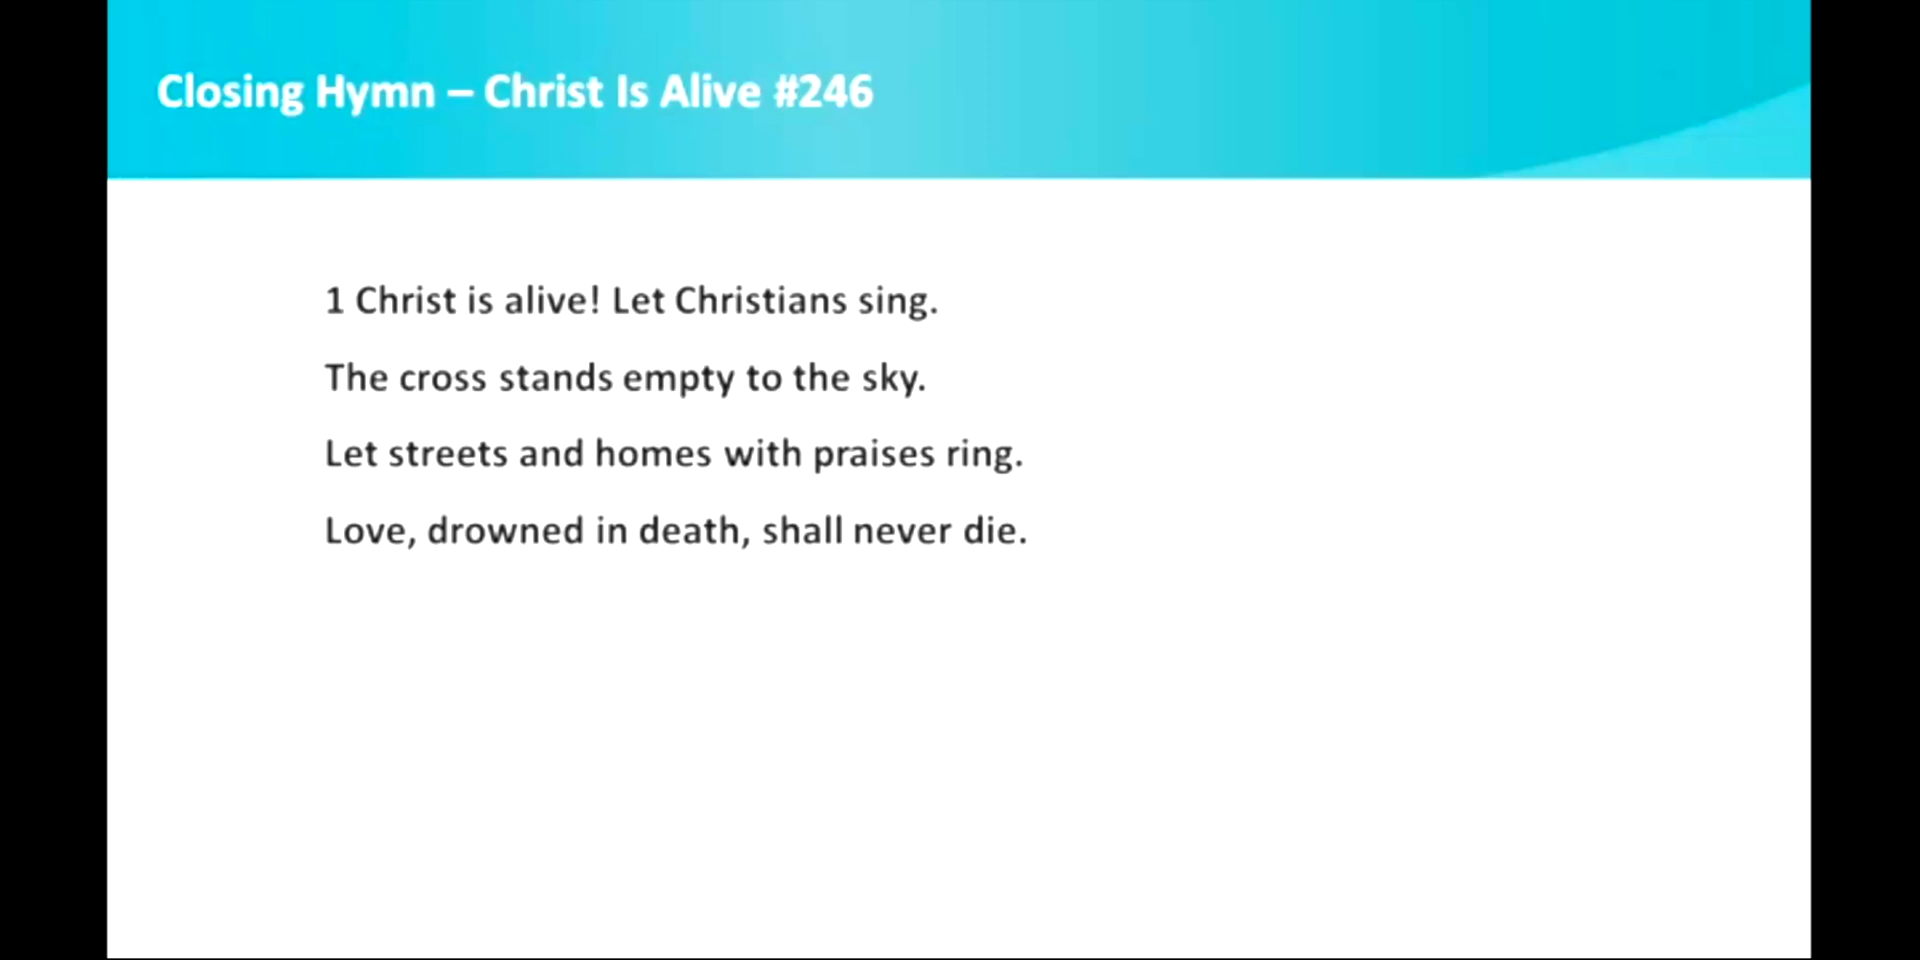 Closing Hymn – Christ Is Alive #246
1 Christ is alive! Let Christians sing.
The cross stands empty to the sky.
Let streets and homes with praises ring.
Love, drowned in death, shall never die.